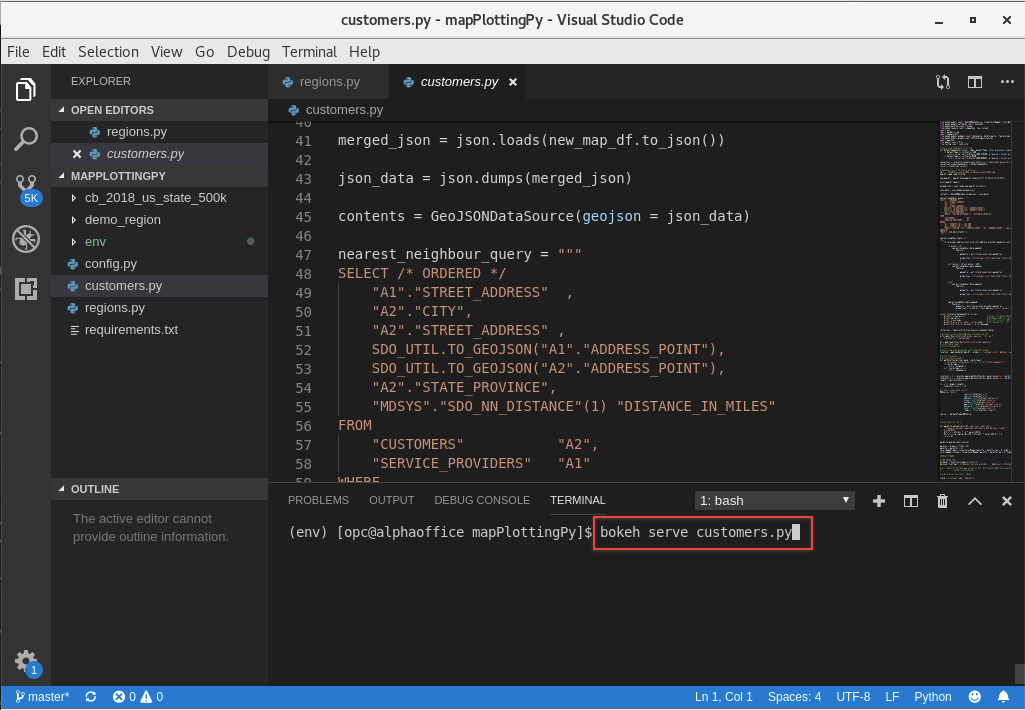 customers.py - mapPlottingPy - Visual Studio Code
File Edit Selection View Go Debug Terminal Help
EXPLORER
OPEN EDITORS
regions.py
customers.py
MAPPLOTTINGPY
5K
cb_2018_us_state_500k
demo_region
env
config.py
customers.py
regions.py
requirements.txt
OUTLINE
The active editor cannot
provide outline information.
1
regions.py customers.py
customers.py
40
41 merged_json = json.loads(new_map_df.to_json())
42
43 json_data = json.dumps(merged_json)
44
45 contents = GeoJSONDataSource(geojson = json_data)
46
47 nearest_neighbour_query = """
48 SELECT /* ORDERED */
49 "A1"."STREET_ADDRESS" ,
50 "A2"."CITY",
51 "A2"."STREET_ADDRESS" ,
52 SDO_UTIL.TO_GEOJSON("A1"."ADDRESS_POINT"),
53 SDO_UTIL.TO_GEOJSON("A2"."ADDRESS_POINT"),
54 "A2"."STATE_PROVINCE",
55 "MDSYS"."SDO_NN_DISTANCE"(1) "DISTANCE_IN_MILES"
56 FROM
57 "CUSTOMERS" "A2",
58 "SERVICE_PROVIDERS" "A1"
59 WHERE
PROBLEMS OUTPUT DEBUG CONSOLE TERMINAL 1: bash
(env) [opc@alphaoffice mapPlottingPy]$ bokeh serve customers.py
master* 0 0 Ln 1, Col 1 Spaces: 4 UTF-8 LF Python